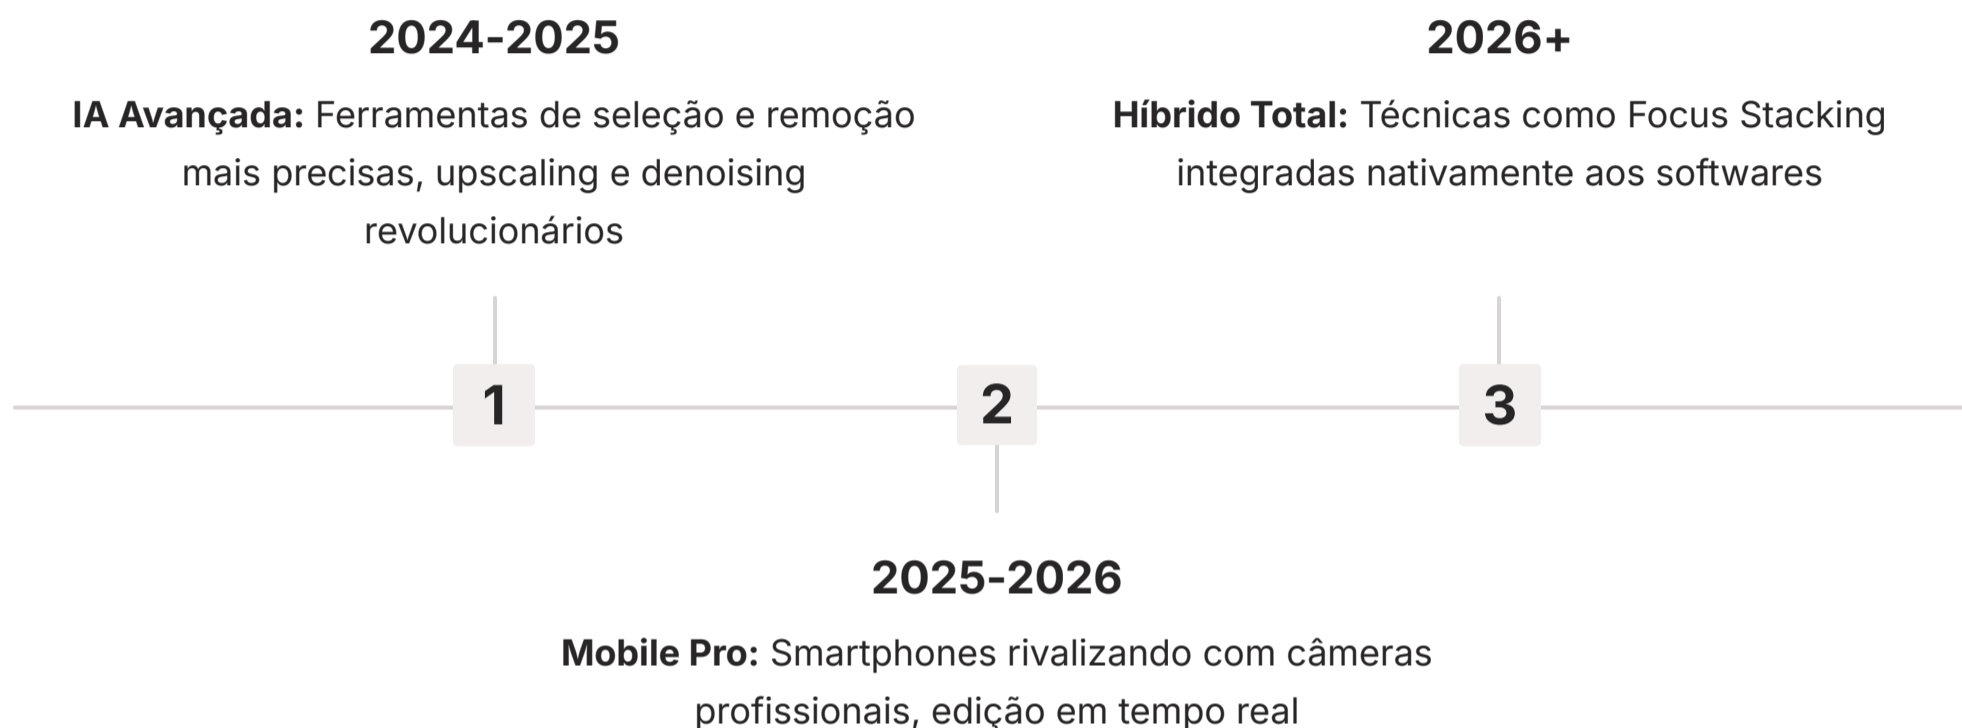 2024-2025
IA Avançada: Ferramentas de seleção e remoção
mais precisas, upscaling e denoising
revolucionários
2026+
Híbrido Total: Técnicas como Focus Stacking
integradas nativamente aos softwares
1
2
3
2025-2026
Mobile Pro: Smartphones rivalizando com câmeras
profissionais, edição em tempo real